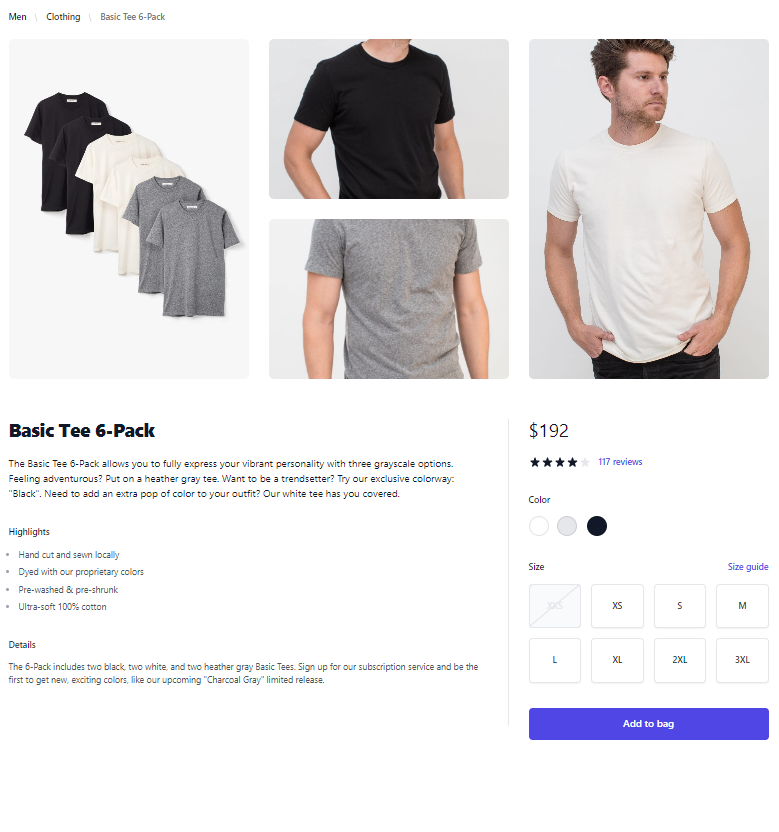 Men \ Clothing \ Basic Tee 6-Pack
Basic Tee 6-Pack
The Basic Tee 6-Pack allows you to fully express your vibrant personality with three grayscale options.
Feeling adventurous? Put on a heather gray tee. Want to be a trendsetter? Try our exclusive colorway:
"Black". Need to add an extra pop of color to your outfit? Our white tee has you covered.
Highlights
Hand cut and sewn locally
Dyed with our proprietary colors
Pre-washed & pre-shrunk
Ultra-soft 100% cotton
Details
The 6-Pack includes two black, two white, and two heather gray Basic Tees. Sign up for our subscription service and be the
first to get new, exciting colors, like our upcoming "Charcoal Gray" limited release.
$192
117 reviews
Color
Size Size guide
XXS XS S M
L XL 2XL 3XL
Add to bag